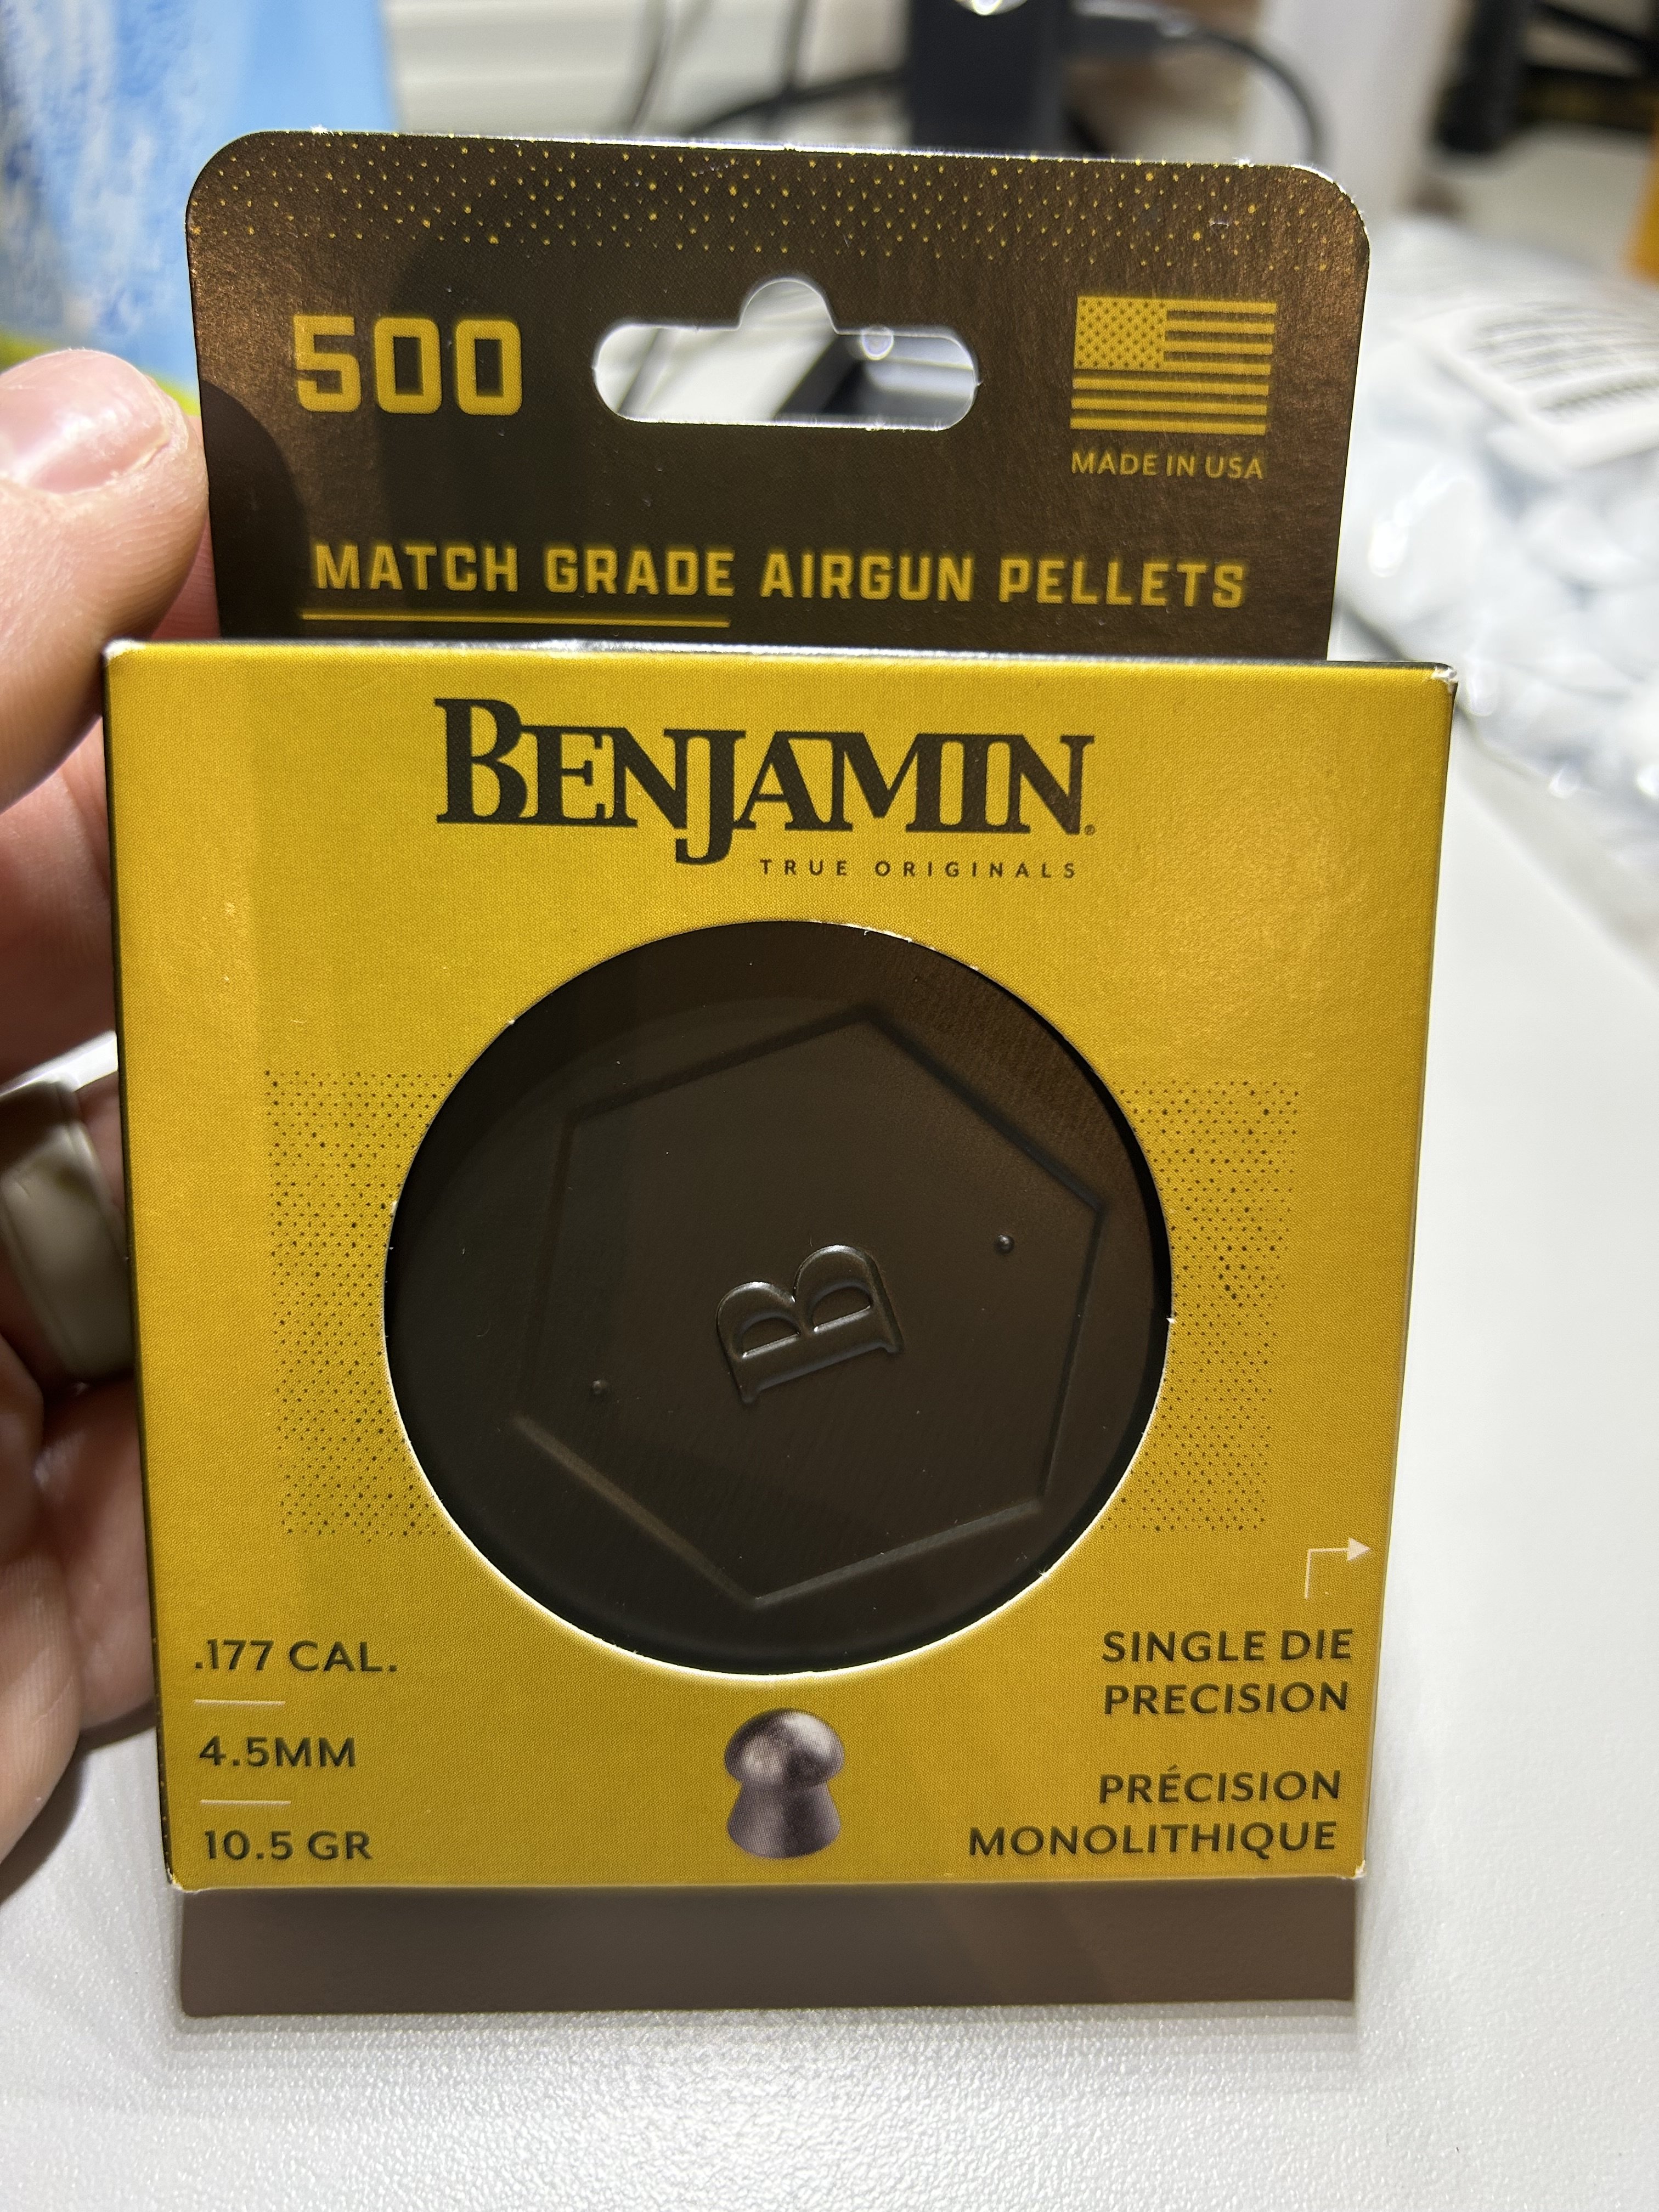 500
MADE IN USA
MATCH GRADE AIRGUN PELLETS
BENJAMIN®
TRUE ORIGINALS
B
.177 CAL.
4.5MM
10.5 GR
SINGLE DIE
PRECISION
PRÉCISION
MONOLITHIQUE